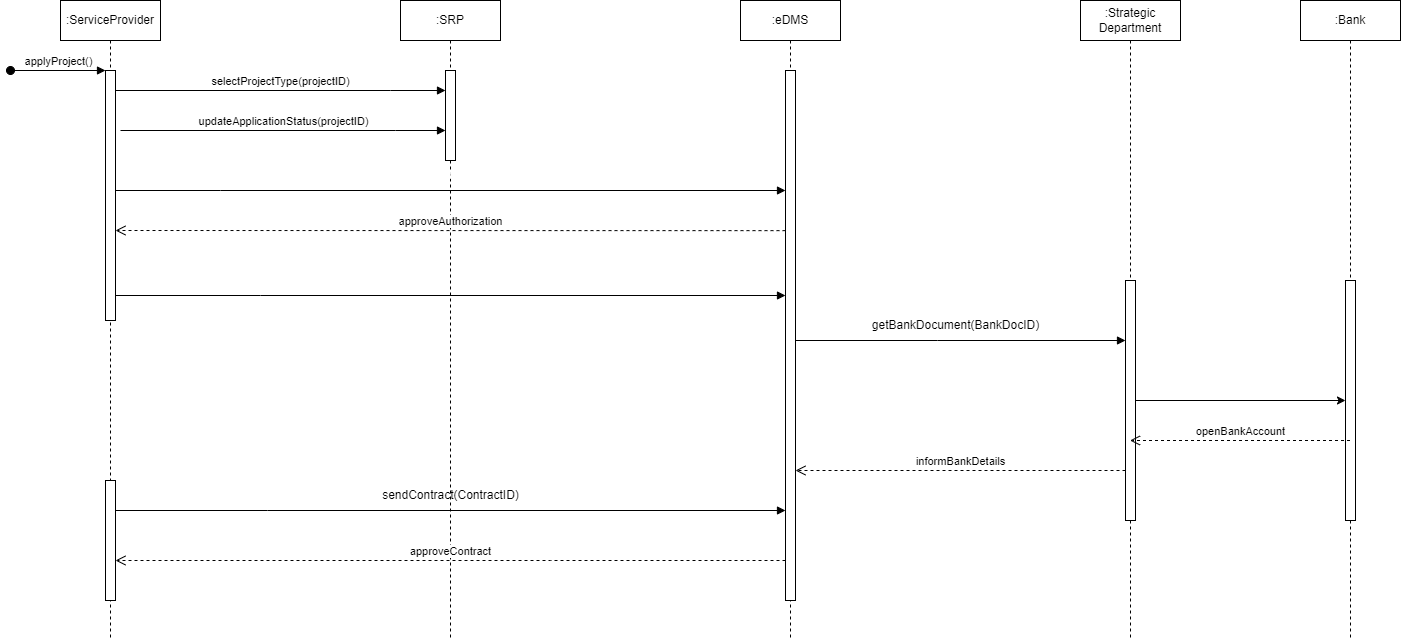 :ServiceProvider
:SRP
:eDMS
:Strategic
Department
:Bank
applyProject()
selectProjectType(projectID)
updateApplicationStatus(projectID)
approveAuthorization
getBankDocument(BankDocID)
openBankAccount
informBankDetails
sendContract(ContractID)
approveContract